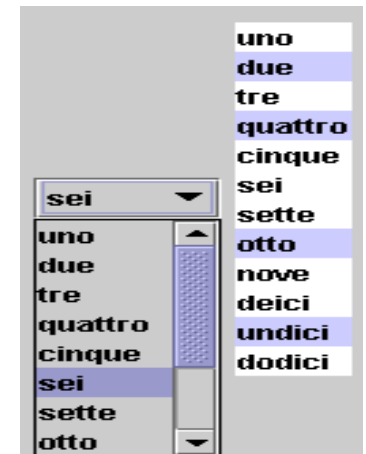 sei
uno
due
tre
quattro
cinque
sei
sette
otto
uno
due
tre
quattro
cinque
sei
sette
otto
nove
deici
undici
dodici